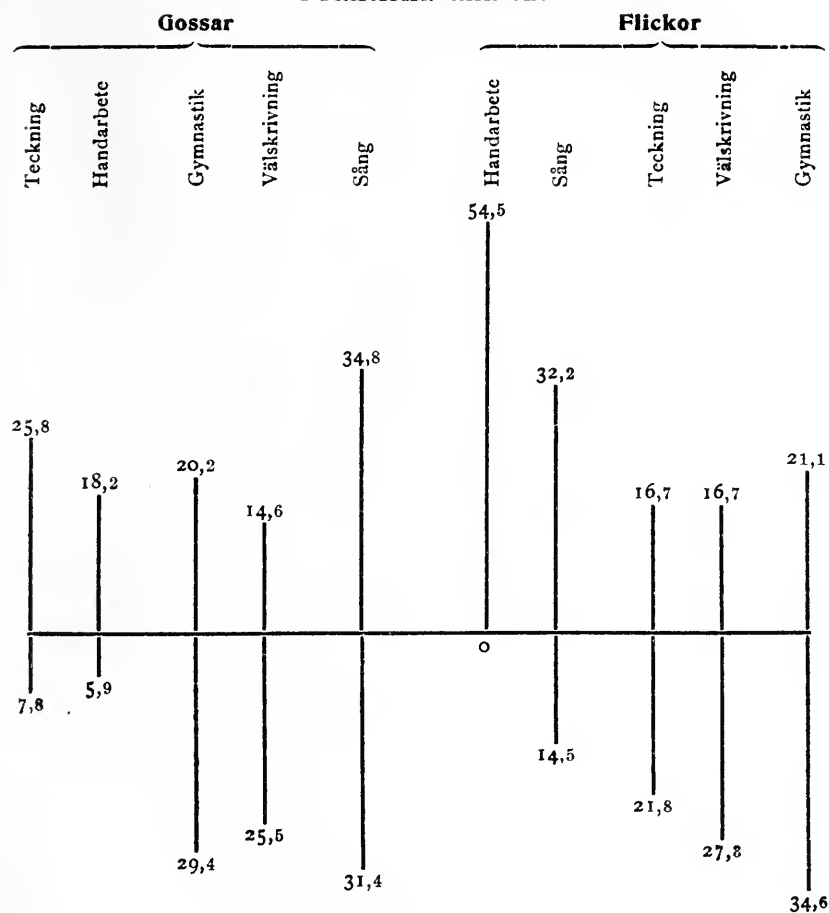 Gossar Flickor
Teckning Handarbete Gymnastik Välskrivning Sång Handarbete Sång Teckning Välskrivning Gymnastik
54,5
34,8 32,2
25,8 20,2 21,1
18,2 14,6 16,7 16,7
0
7,8 5,9
14,5
21,8
29,4 25,5 27,8
31,4 34,6